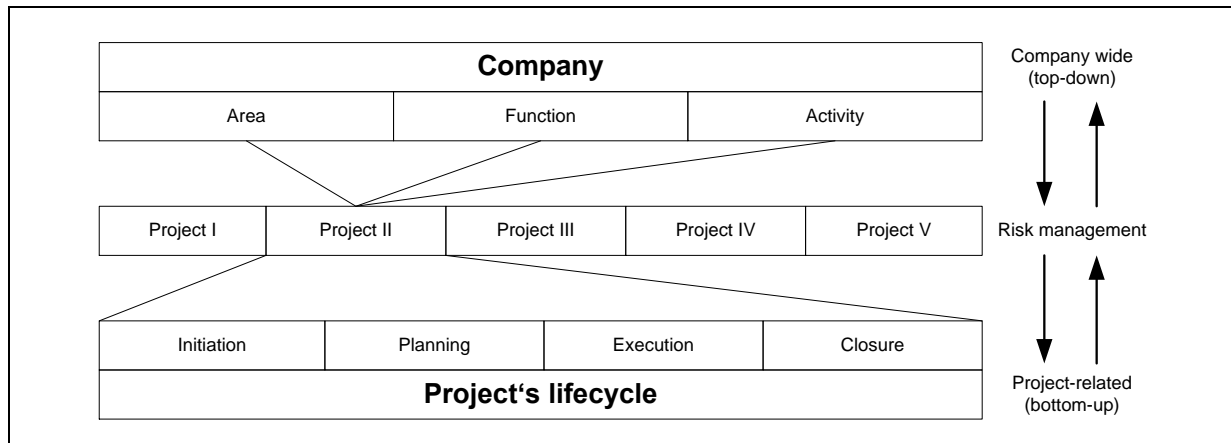 Company
Company wide
(top-down)
Area
Function
Activity
Project I
Project II
Project III
Project IV
Project V
Risk management
Initiation
Planning
Execution
Closure
Project‘s lifecycle
Project-related
(bottom-up)